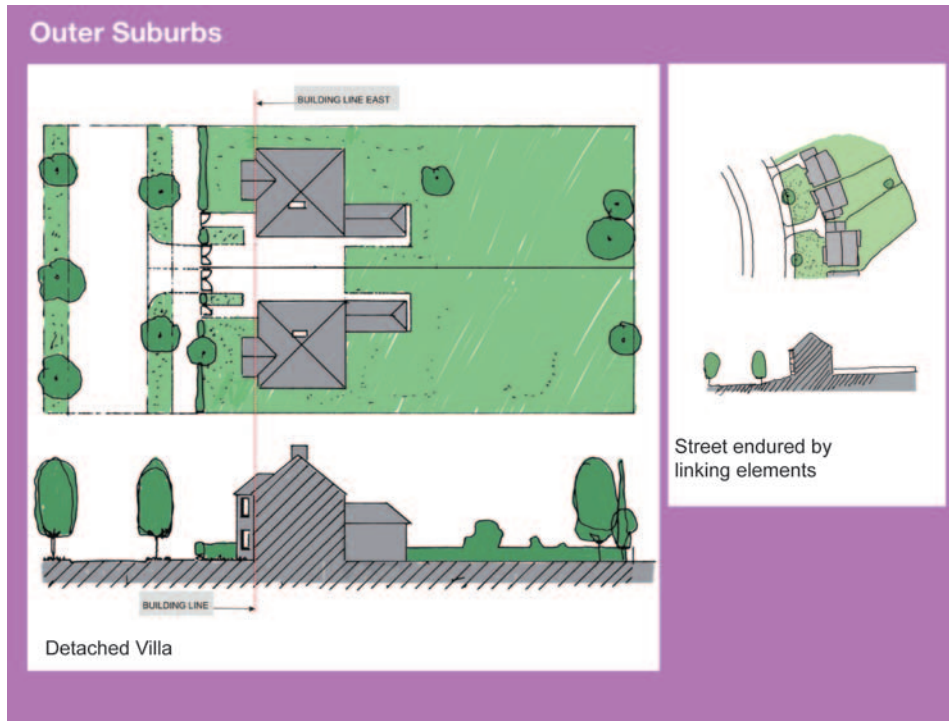 Outer Suburbs
BUILDING LINE EAST
BUILDING LINE
Detached Villa
Street endured by
linking elements